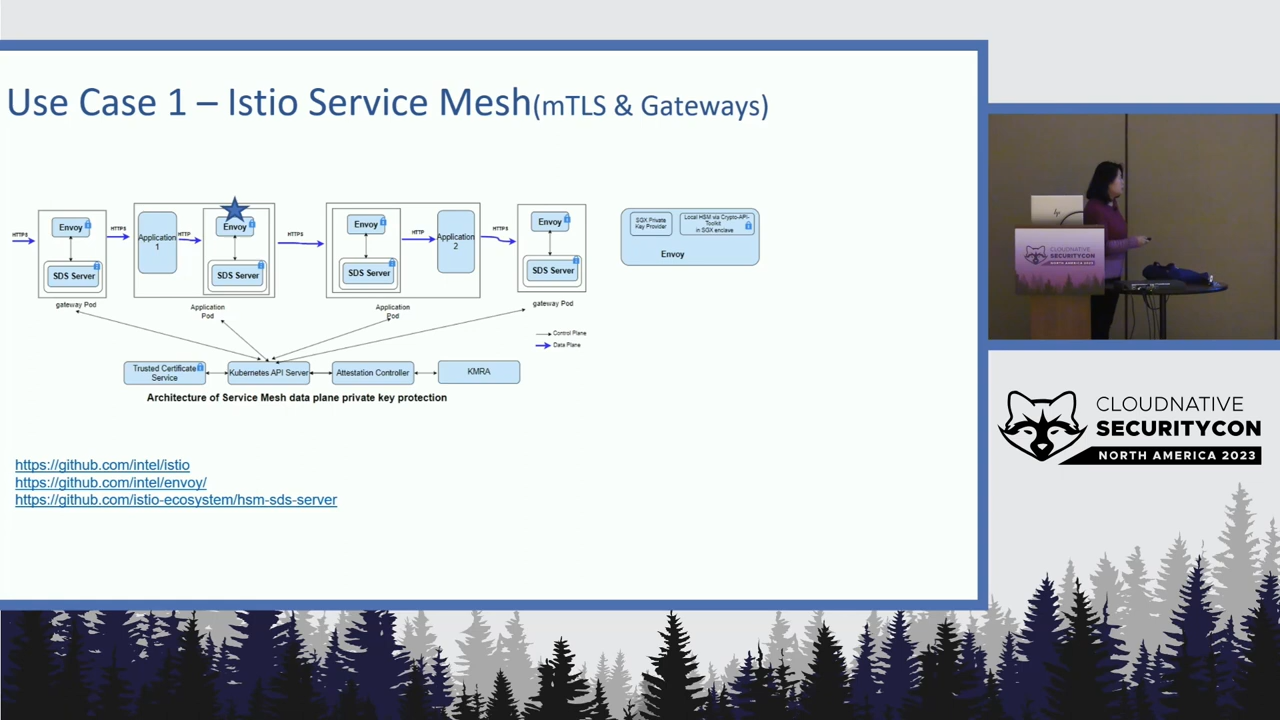 Use Case 1 – Istio Service Mesh(mTLS & Gateways)
HTTPS
Envoy
SDS Server
gateway Pod
HTTPS
Application
1
HTTP
Envoy
SDS Server
Application
Pod
HTTPS
Envoy
SDS Server
HTTP
Application
2
Application
Pod
HTTPS
Envoy
SDS Server
gateway Pod
SGX Private
Key Provider
Local HSM via Crypto-API-
Toolkit
in SGX enclave
Envoy
Control Plane
Data Plane
Trusted Certificate
Service
Kubernetes API Server
Attestation Controller
KMRA
Architecture of Service Mesh data plane private key protection
https://github.com/intel/istio
https://github.com/intel/envoy/
https://github.com/istio-ecosystem/hsm-sds-server
CLOUDNATIVE
SECURITYCON
NORTH AMERICA 2023
CLOUDNATIVE
SECURITYCON
NORTH AMERICA 2023